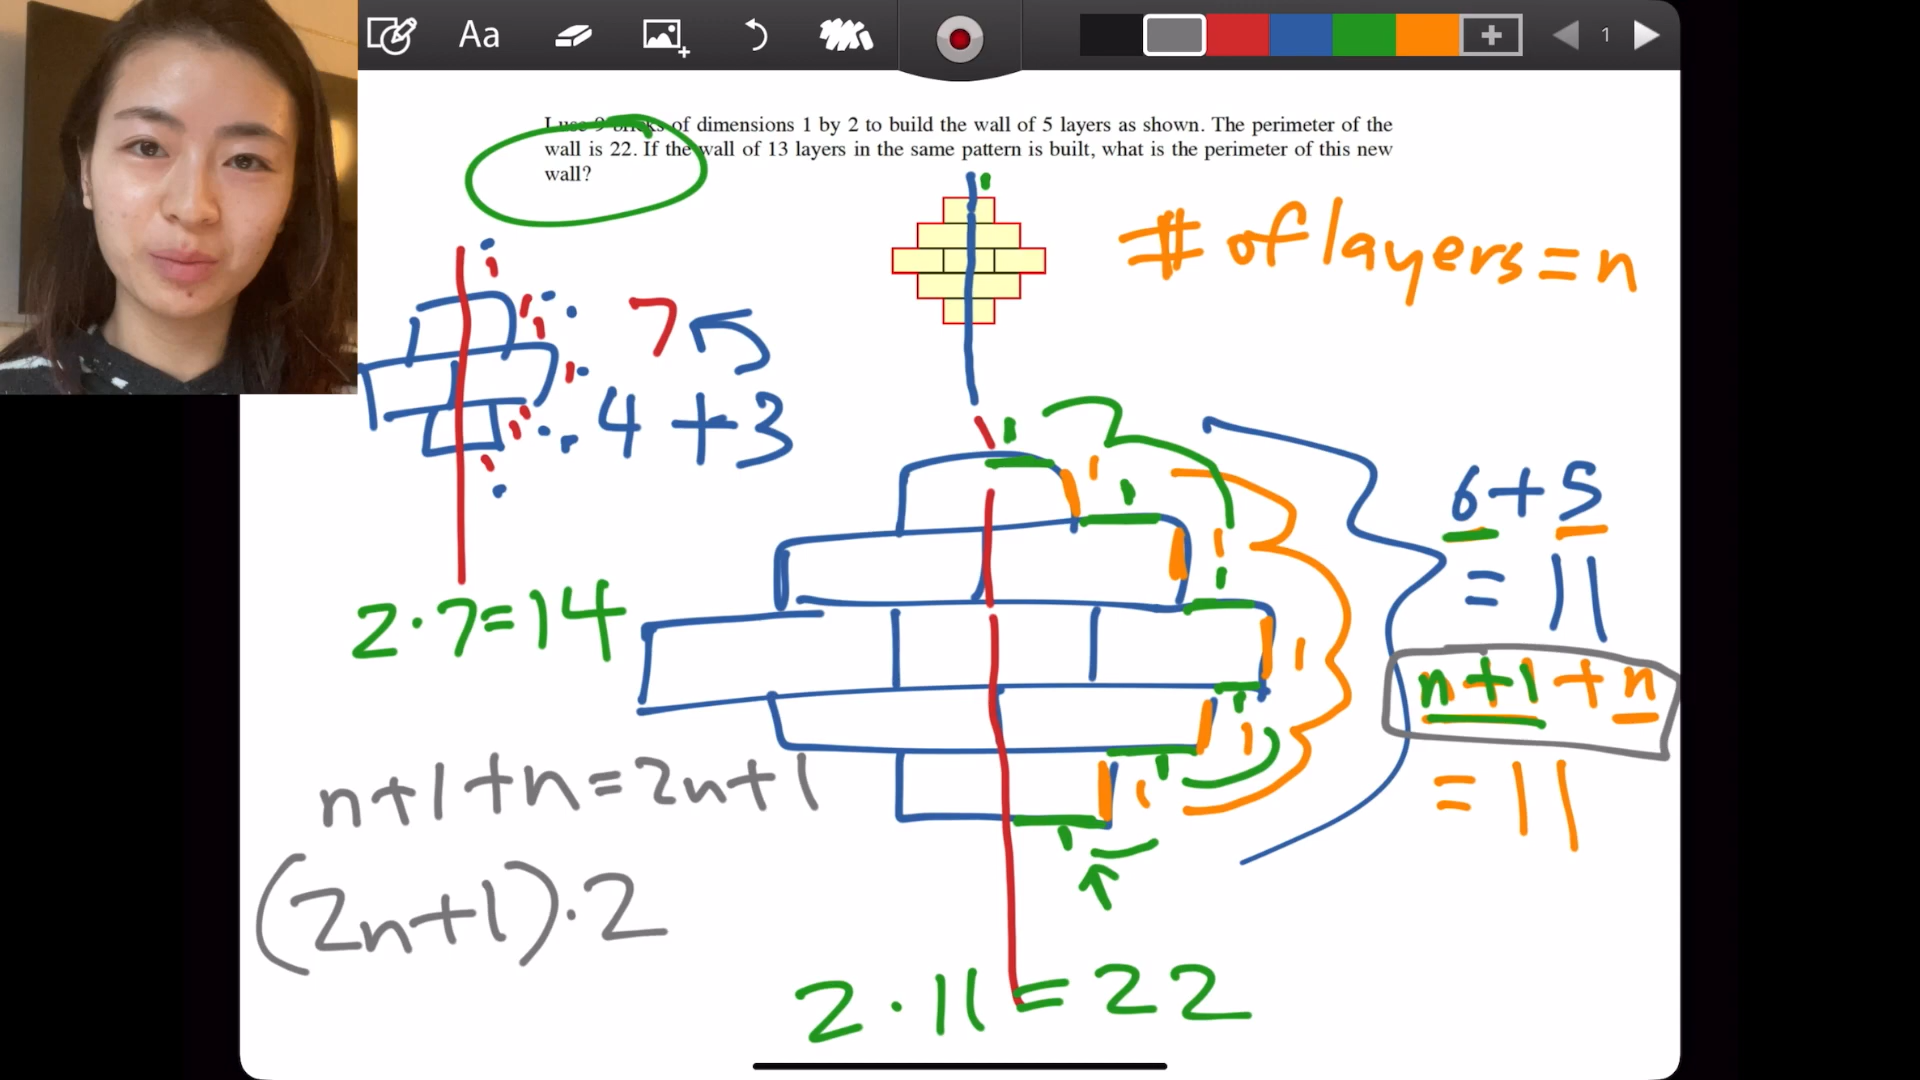 Aa
1
I use 9 bricks of dimensions 1 by 2 to build the wall of 5 layers as shown. The perimeter of the
wall is 22. If the wall of 13 layers in the same pattern is built, what is the perimeter of this new
wall?
# of layers = n
7
4 + 3
2·7=14
6+5
= 11
n+1 + n
= 11
n+1+n=2n+1
(2n+1)·2
2·11=22